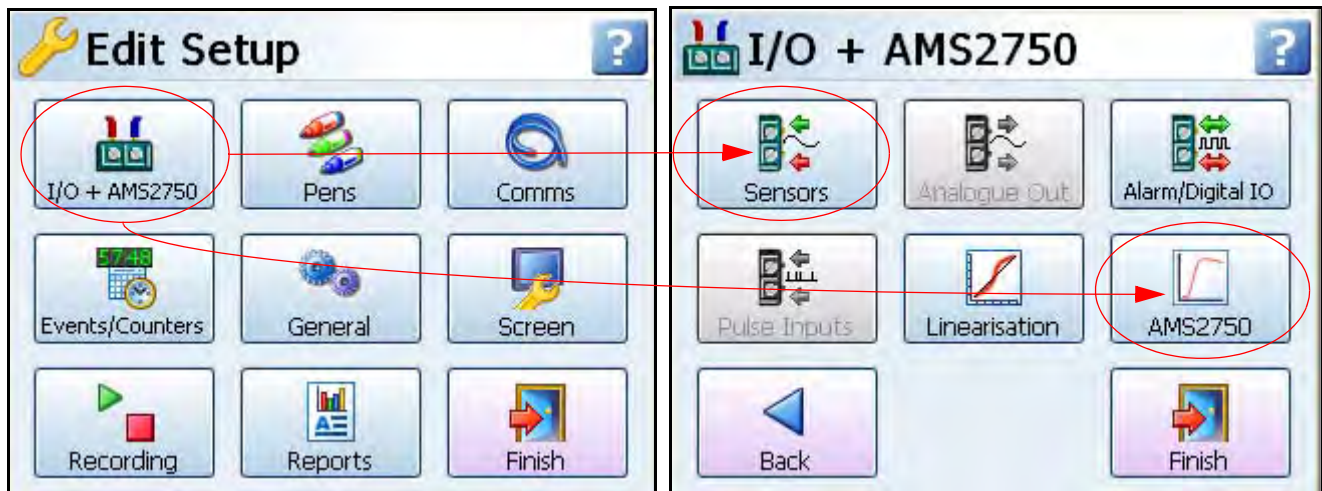 Edit Setup
?
I/O + AMS2750
Pens
Comms
57:48
Events/Counters
General
Screen
Recording
Reports
Finish
I/O + AMS2750
?
Sensors
Analogue Out
Alarm/Digital IO
Pulse Inputs
Linearisation
AMS2750
Back
Finish